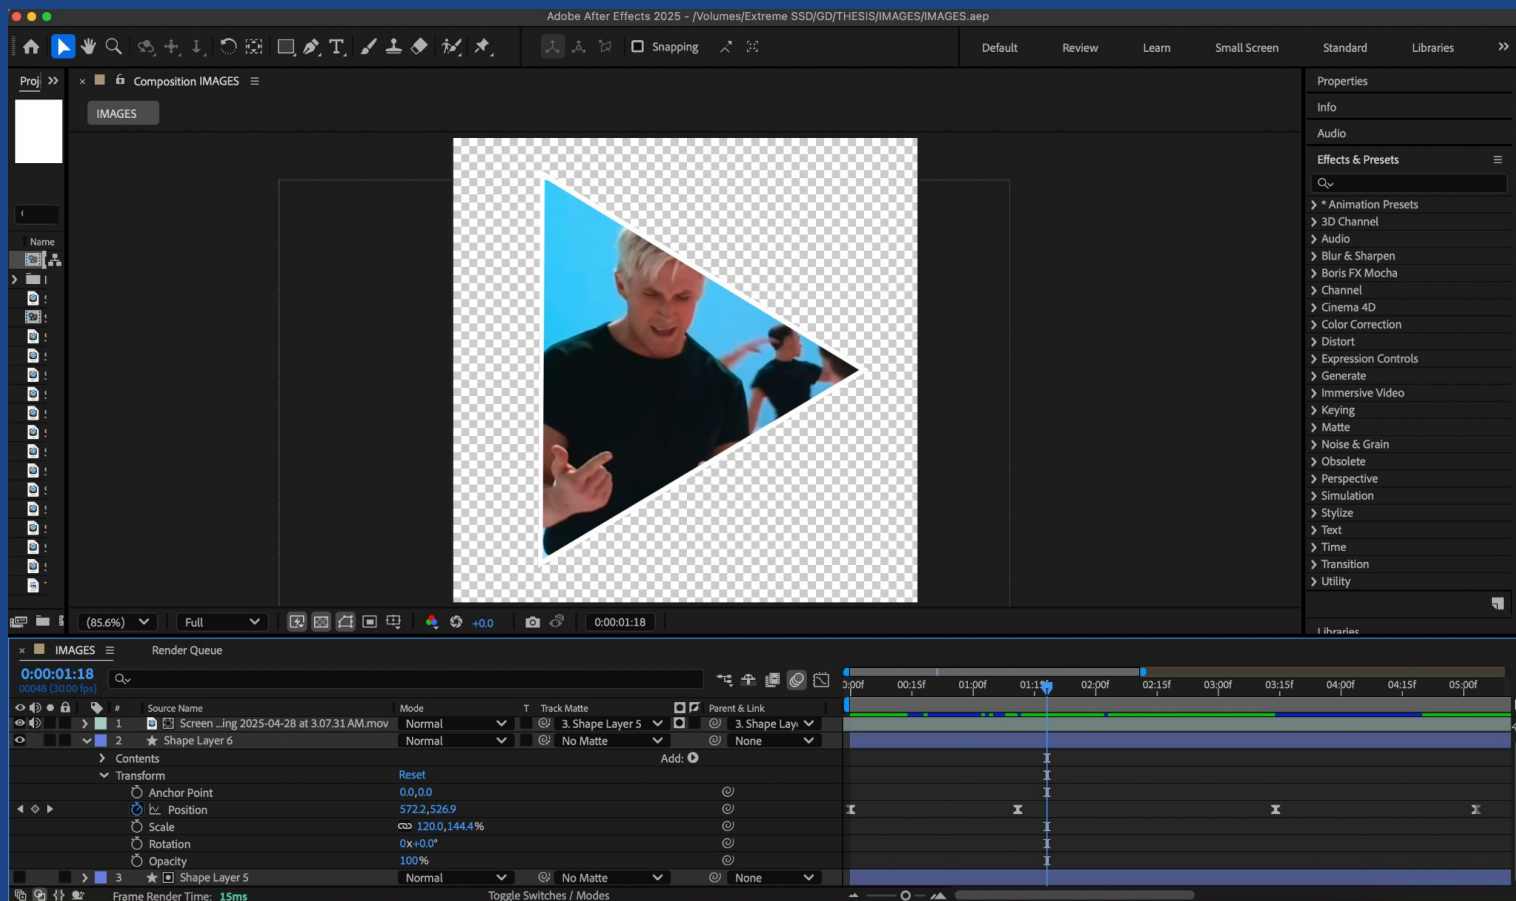 Adobe After Effects 2025 - /Volumes/Extreme SSD/GD/THESIS/IMAGES/IMAGES.aep
Snapping
Default Review Learn Small Screen Standard Libraries
Proj Composition IMAGES
IMAGES
Name
(85.6%) Full +0.0 0:00:01:18
Properties
Info
Audio
Effects & Presets
* Animation Presets
3D Channel
Audio
Blur & Sharpen
Boris FX Mocha
Channel
Cinema 4D
Color Correction
Distort
Expression Controls
Generate
Immersive Video
Keying
Matte
Noise & Grain
Obsolete
Perspective
Simulation
Stylize
Text
Time
Transition
Utility
Libraries
IMAGES Render Queue
0:00:01:18
00048 (30.00 fps)
00:15f 01:00f 02:00f 02:15f 03:00f 03:15f 04:00f 04:15f 05:00f
# Source Name Mode T Track Matte Parent & Link
1 Screen ...ing 2025-04-28 at 3.07.31 AM.mov Normal 3. Shape Layer 5 3. Shape Lay
2 Shape Layer 6 Normal No Matte None
Contents Add:
Transform Reset
Anchor Point 0.0,0.0
Position 572.2,526.9
Scale 120.0,144.4%
Rotation 0x+0.0°
Opacity 100%
3 Shape Layer 5 Normal No Matte None
Frame Render Time: 15ms Toggle Switches / Modes